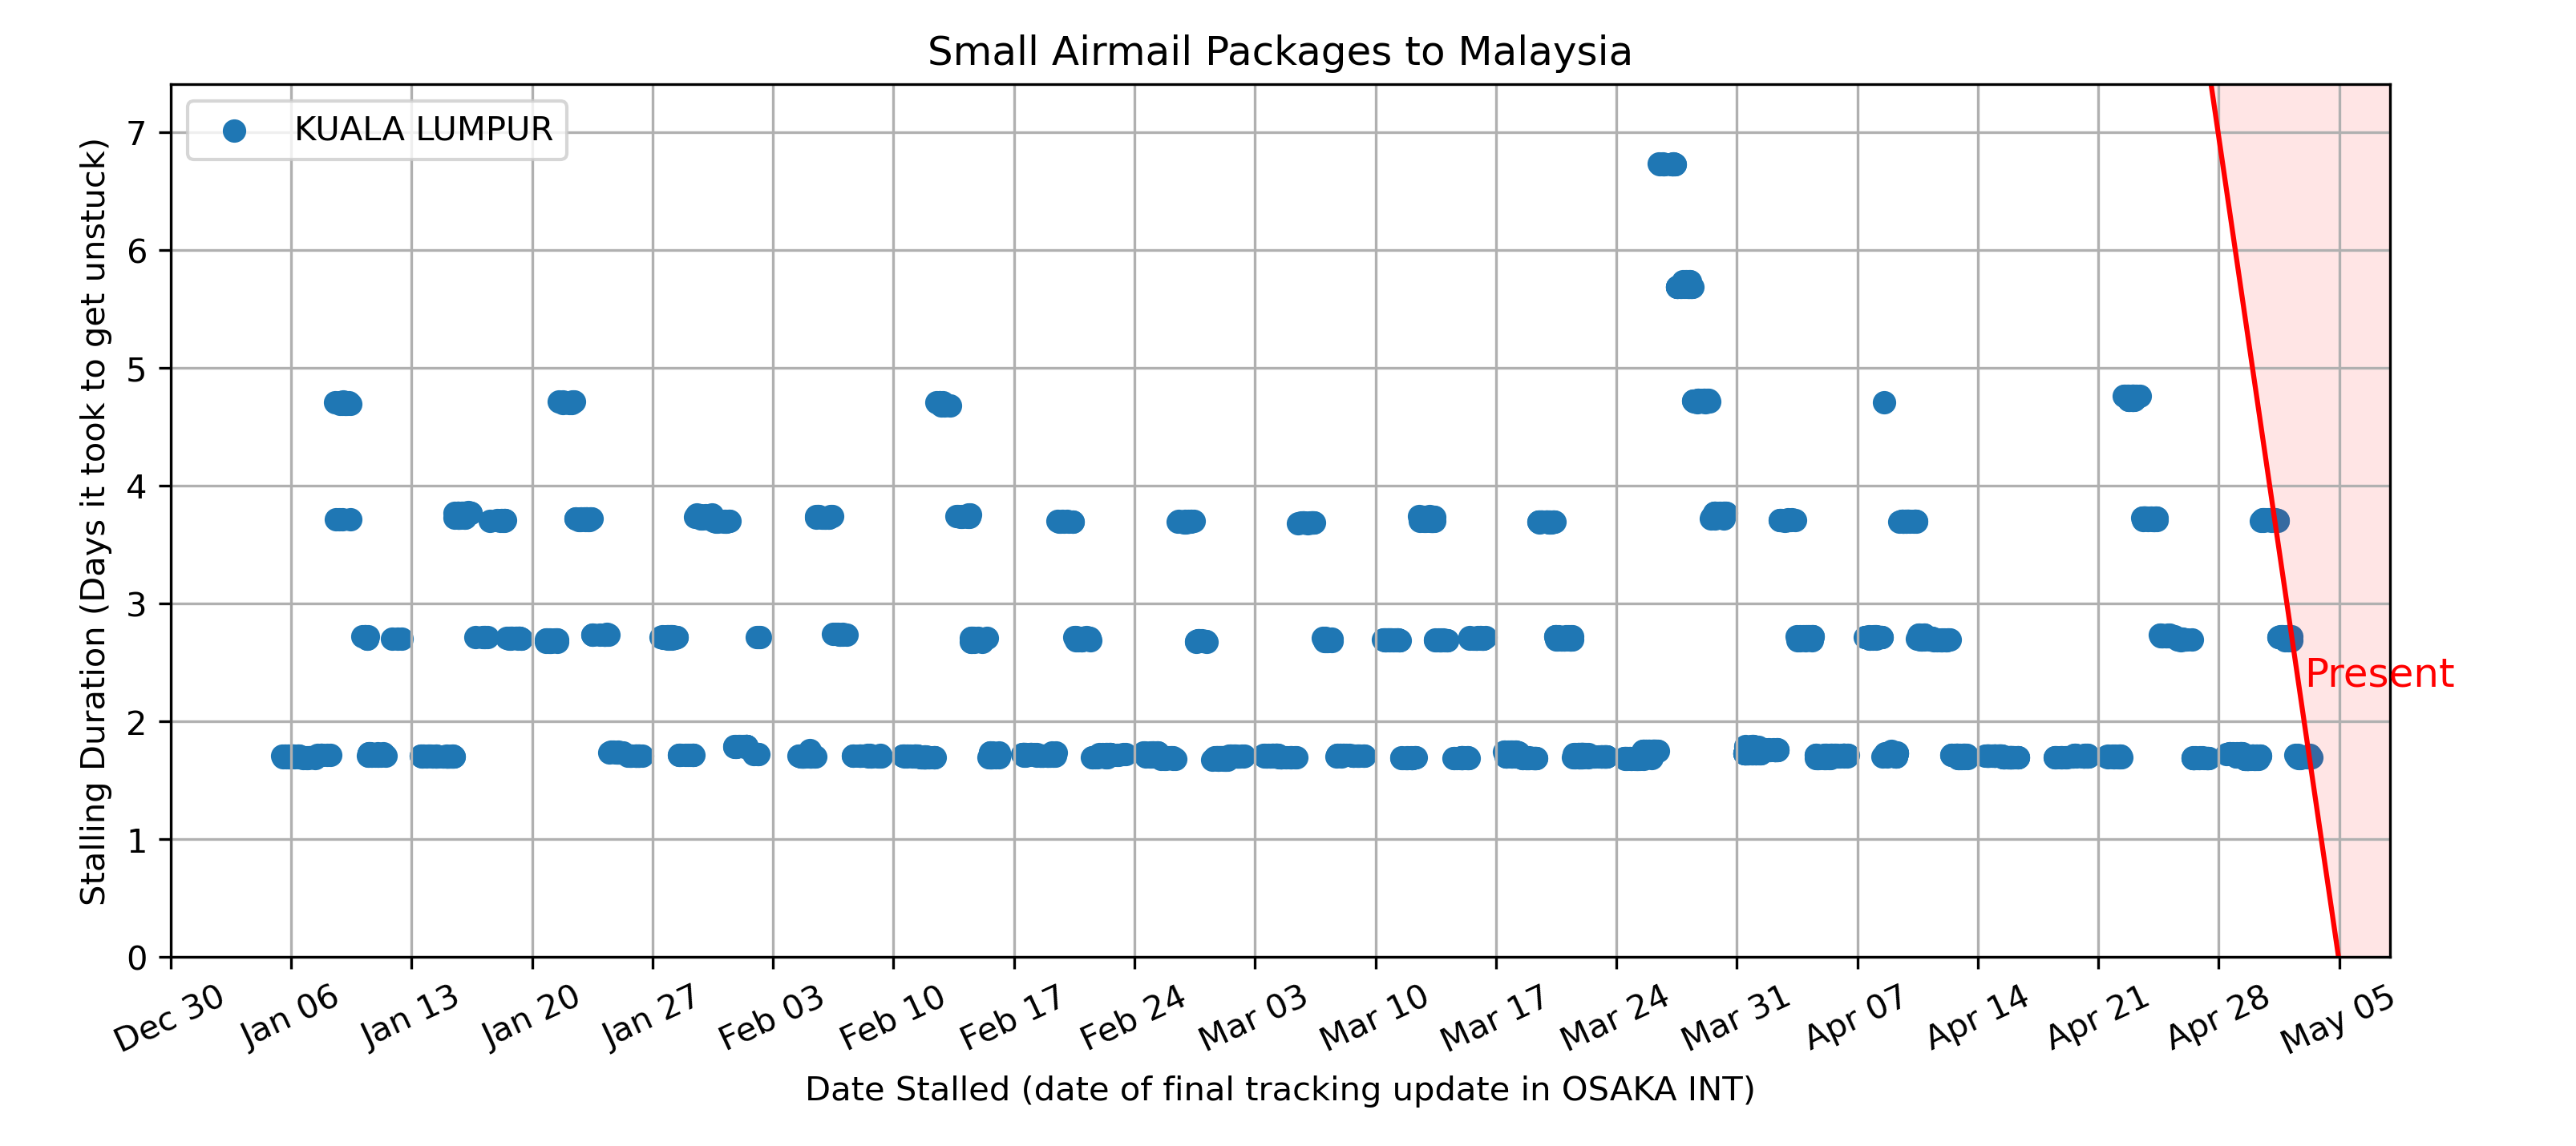 Small Airmail Packages to Malaysia
KUALA LUMPUR
Stalling Duration (Days it took to get unstuck)
7
6
5
4
3
2
1
0
Present
Dec 30
Jan 06
Jan 13
Jan 20
Jan 27
Feb 03
Feb 10
Feb 17
Feb 24
Mar 03
Mar 10
Mar 17
Mar 24
Mar 31
Apr 07
Apr 14
Apr 21
Apr 28
May 05
Date Stalled (date of final tracking update in OSAKA INT)